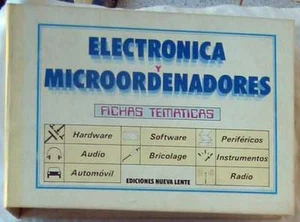 ELECTRONICA
Y
MICROORDENADORES
FICHAS TEMATICAS
Hardware Software Periféricos
Audio Bricolage Instrumentos
Automóvil Radio
EDICIONES NUEVA LENTE